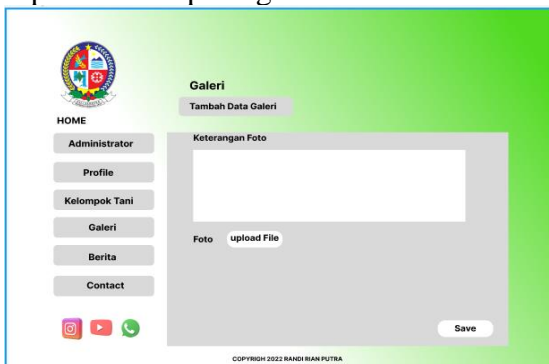 Galeri
Tambah Data Galeri
HOME
Administrator
Profile
Kelompok Tani
Galeri
Berita
Contact
Keterangan Foto
Foto
upload File
Save
COPYRIGH 2022 RANDI RIAN PUTRA